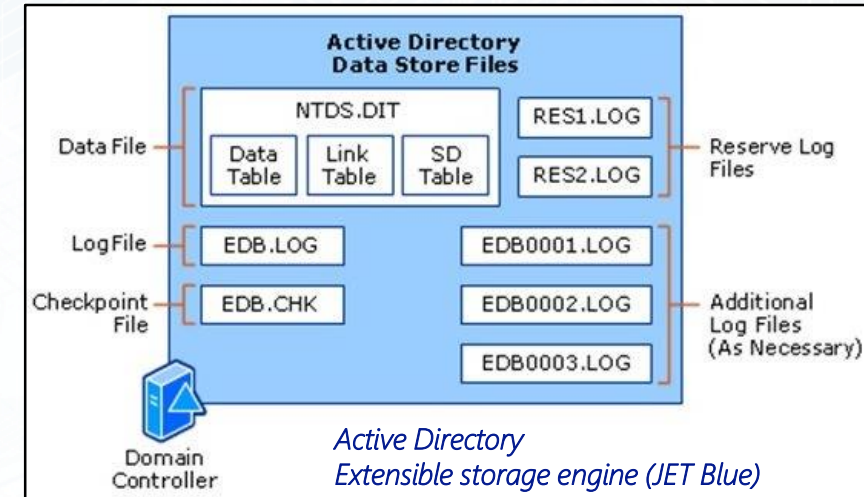 Active Directory
Data Store Files
Data File
NTDS.DIT
Data
Table
Link
Table
SD
Table
RES1.LOG
RES2.LOG
Reserve Log
Files
Log File
EDB.LOG
Checkpoint
File
EDB.CHK
EDB0001.LOG
EDB0002.LOG
EDB0003.LOG
Additional
Log Files
(As Necessary)
Domain
Controller
Active Directory
Extensible storage engine (JET Blue)